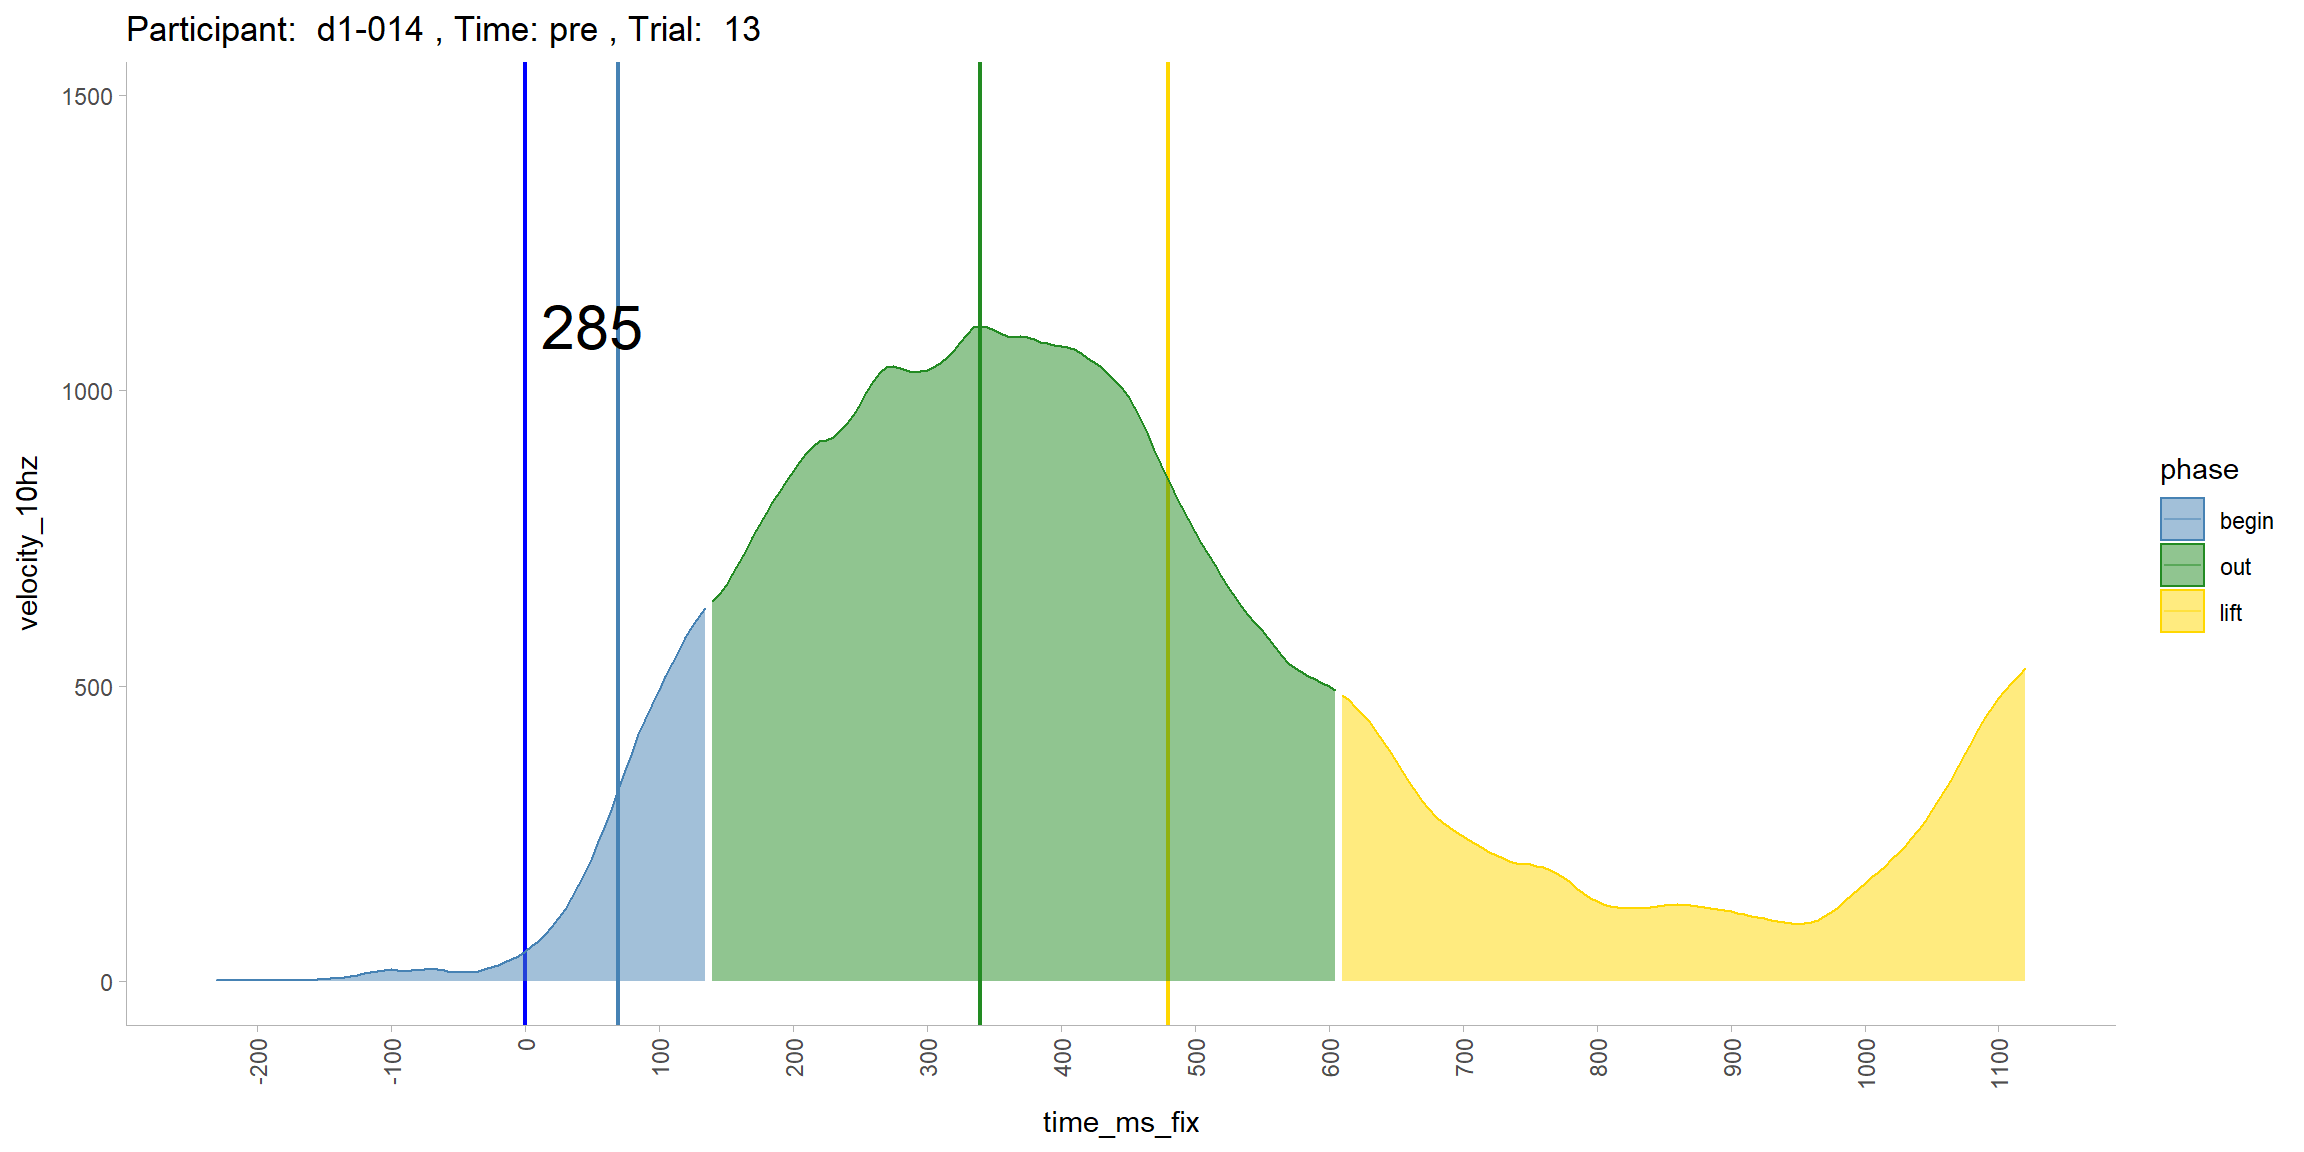 Participant:  d1-014 , Time: pre , Trial:  13
1500
1000
500
0
velocity_10hz
285
-200
-100
0
100
200
300
400
500
600
700
800
900
1000
1100
time_ms_fix
phase
begin
out
lift